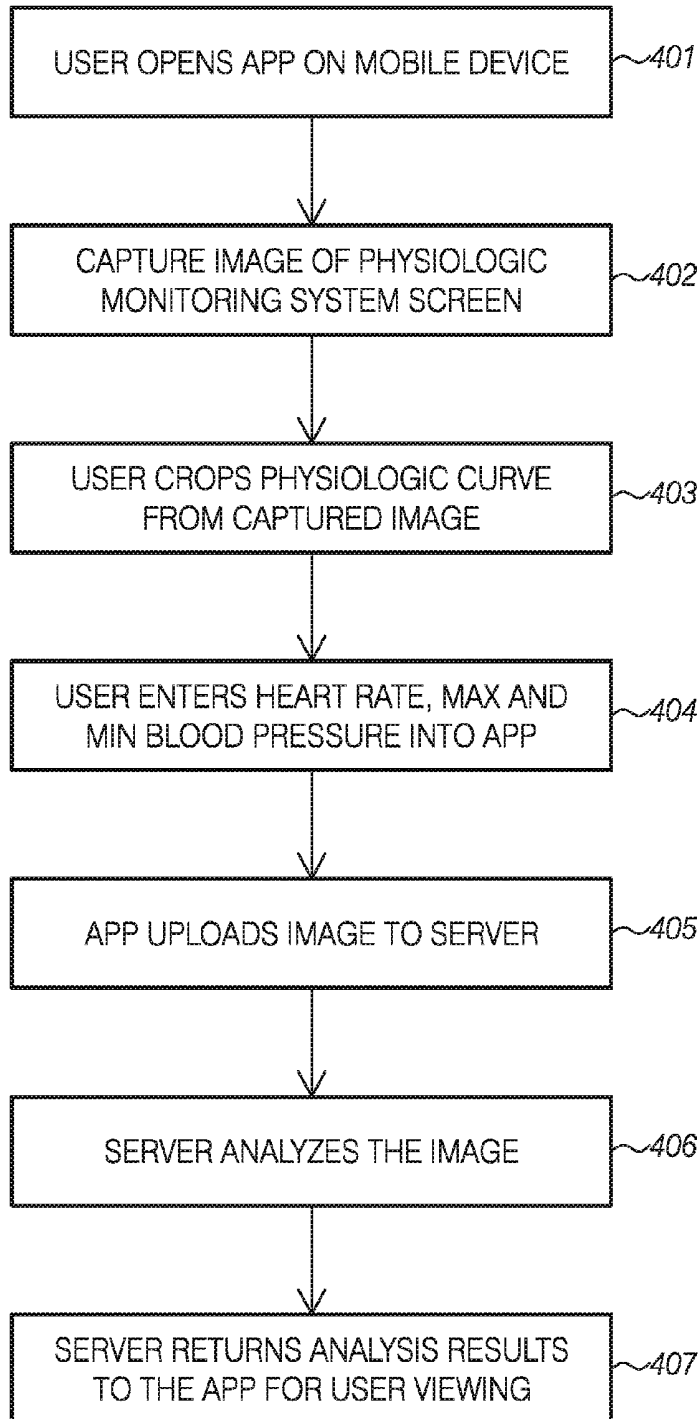 USER OPENS APP ON MOBILE DEVICE
401
CAPTURE IMAGE OF PHYSIOLOGIC
MONITORING SYSTEM SCREEN
402
USER CROPS PHYSIOLOGIC CURVE
FROM CAPTURED IMAGE
403
USER ENTERS HEART RATE, MAX AND
MIN BLOOD PRESSURE INTO APP
404
APP UPLOADS IMAGE TO SERVER
405
SERVER ANALYZES THE IMAGE
406
SERVER RETURNS ANALYSIS RESULTS
TO THE APP FOR USER VIEWING
407